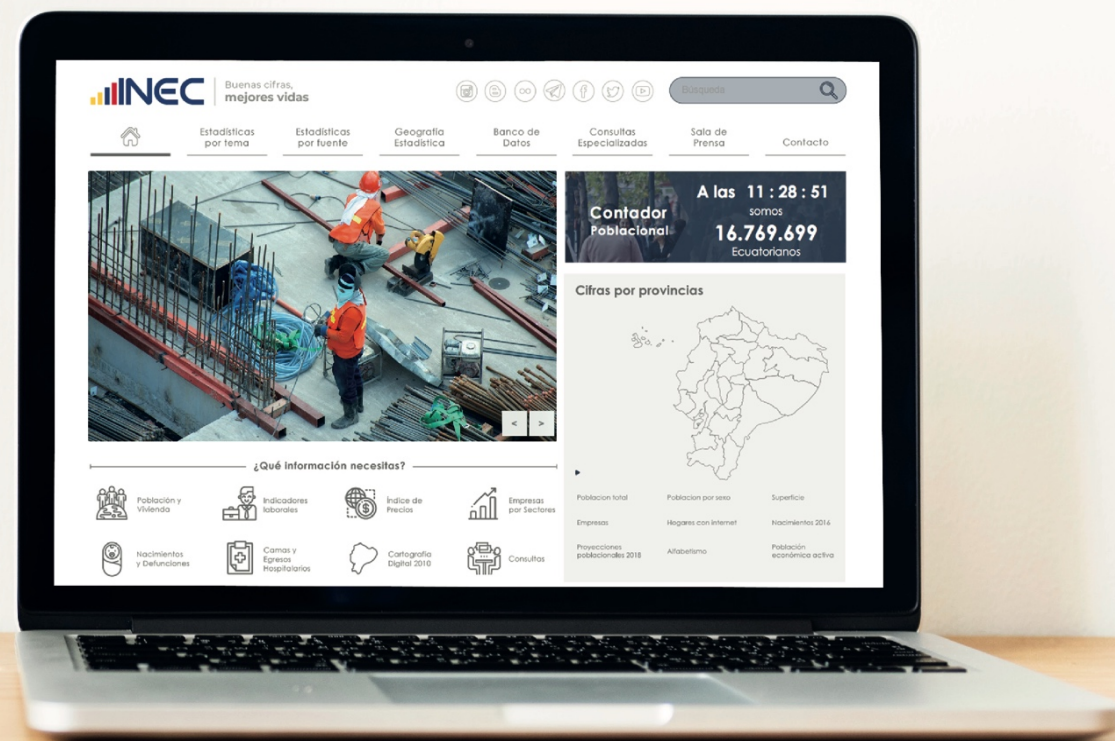 INEC
Buenas cifras,
mejores vidas
Búsqueda
Estadísticas
por tema
Estadísticas
por fuente
Geografía
Estadística
Banco de
Datos
Consultas
Especializadas
Sala de
Prensa
Contacto
Contador
Poblacional
A las 11 : 28 : 51
somos
16.769.699
Ecuatorianos
Cifras por provincias
< >
¿Qué información necesitas?
Población y
Vivienda
Indicadores
laborales
Índice de
Precios
Empresas
por Sectores
Nacimientos
y Defunciones
Camas y
Egresos
Hospitalarios
Cartografía
Digital 2010
Consultas
Poblacion total
Poblacion por sexo
Superficie
Empresas
Hogares con internet
Nacimientos 2016
Proyecciones
poblacionales 2018
Alfabetismo
Población
económica activa